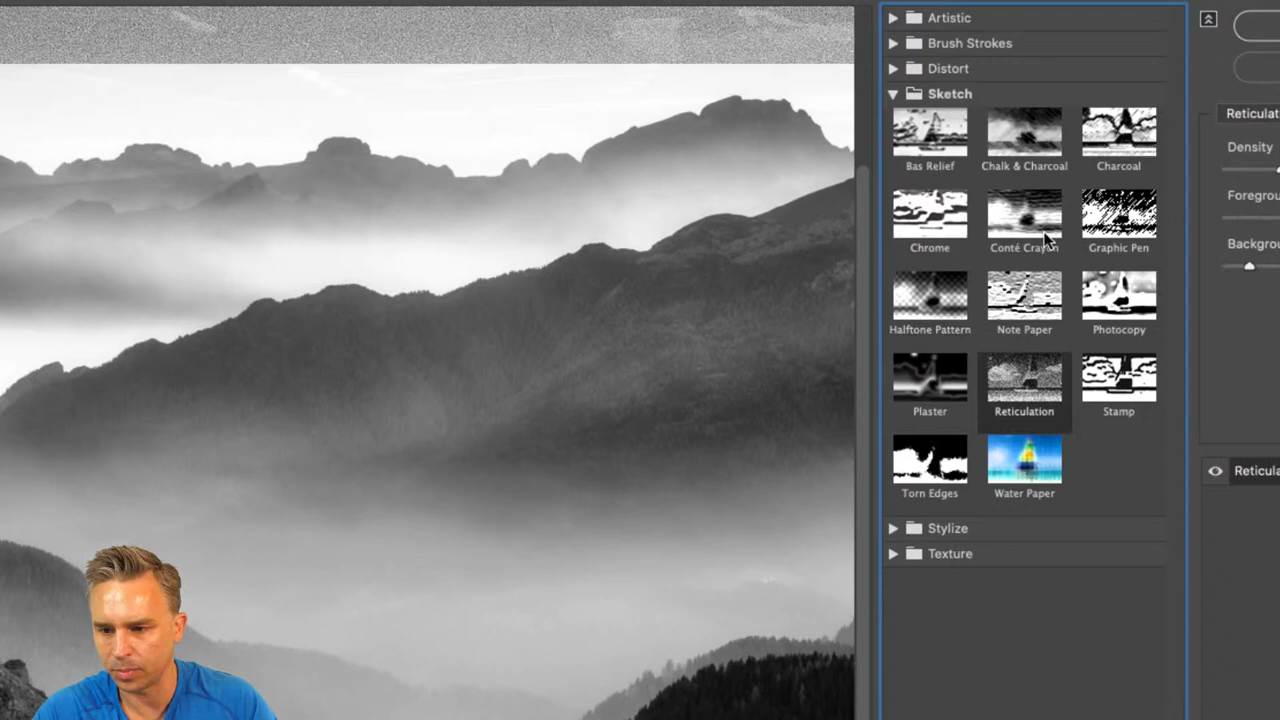 Artistic
Brush Strokes
Distort
Sketch
Bas Relief
Chalk & Charcoal
Charcoal
Chrome
Conté Crayon
Graphic Pen
Halftone Pattern
Note Paper
Photocopy
Plaster
Reticulation
Stamp
Torn Edges
Water Paper
Stylize
Texture
Reticulat
Density
Foregrou
Backgrou
Reticula